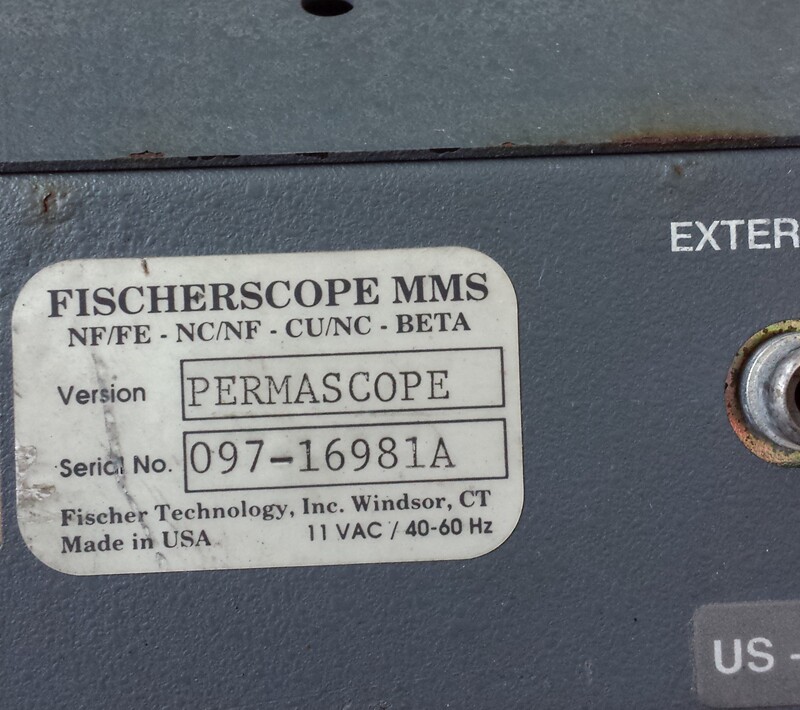 EXTER
FISCHERSCOPE MMS
NF/FE - NC/NF - CU/NC - BETA
Version PERMASCOPE
Serial No. 097-16981A
Fischer Technology, Inc. Windsor, CT
Made in USA 11 VAC / 40-60 Hz
US -